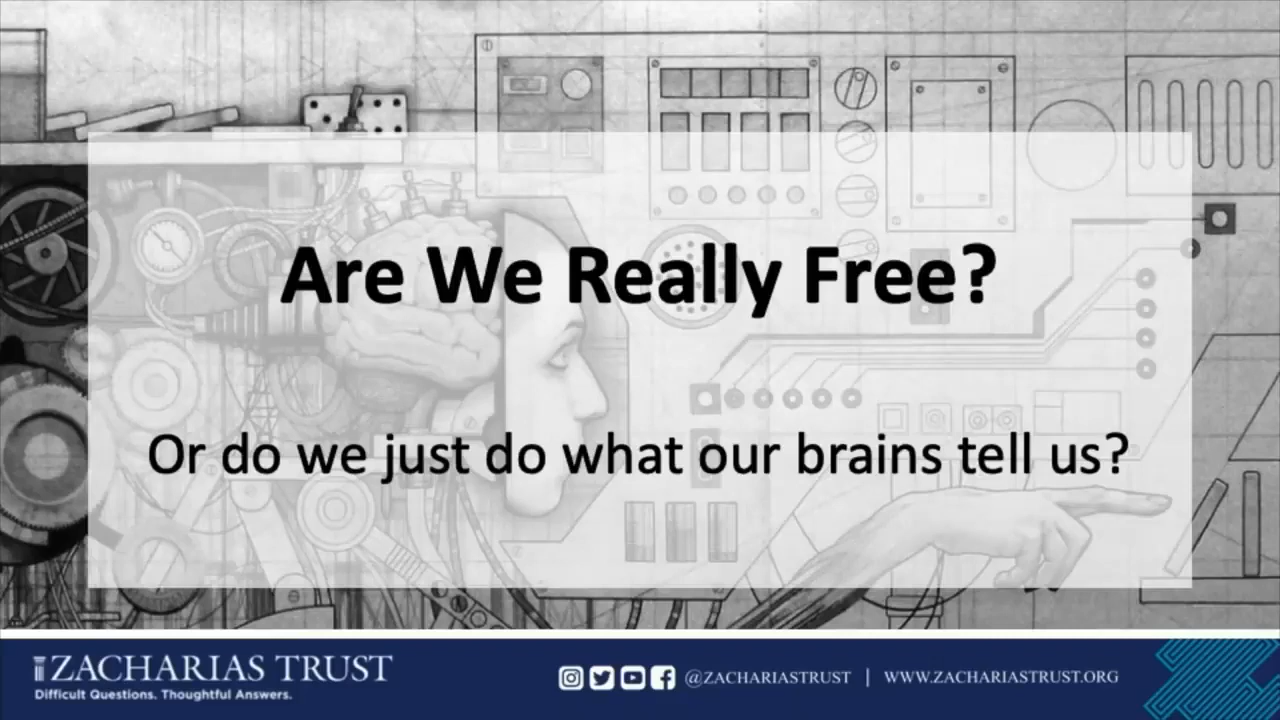 Are We Really Free?
Or do we just do what our brains tell us?
ZACHARIAS TRUST
Difficult Questions. Thoughtful Answers.
@ZACHARIASTRUST | WWW.ZACHARIASTRUST.ORG